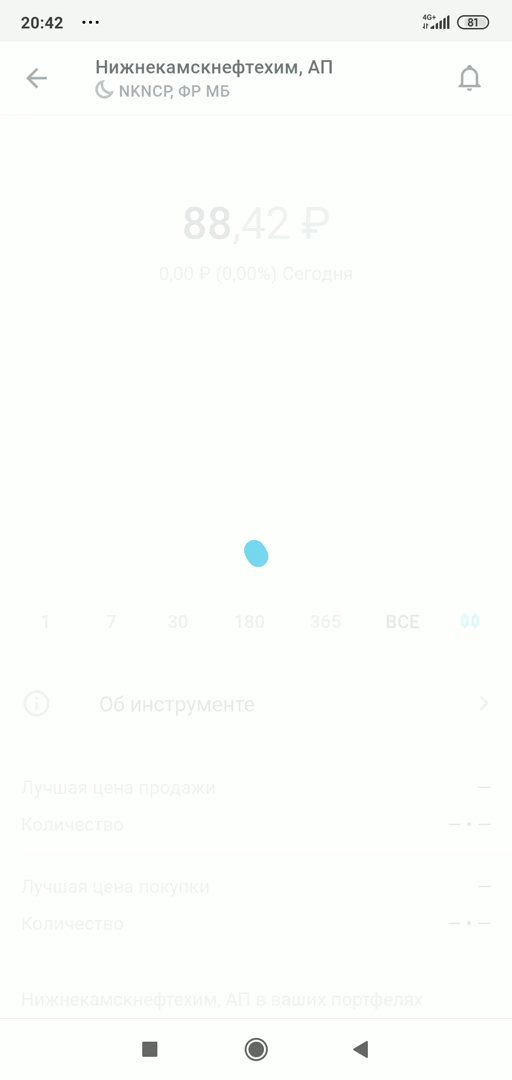 20:42 ... 4G+ 81
Нижнекамскнефтехим, АП
NKNCP, ФР МБ
88,42 ₽
0,00 ₽ (0,00%) Сегодня
1 7 30 180 365 ВСЕ
Об инструменте
Лучшая цена продажи —
Количество — • —
Лучшая цена покупки —
Количество — • —
Нижнекамскнефтехим, АП в ваших портфелях